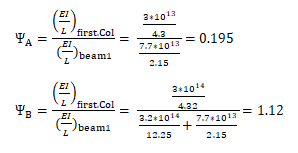 Ψ_A = (EI/L)_first.Col / (EI/L)_beam1 = (3*10^13 / 4.3) / (7.7*10^13 / 2.15) = 0.195
Ψ_B = (EI/L)_first.Col / (EI/L)_beam1 = (3*10^14 / 4.32) / (3.2*10^14 / 12.25 + 7.7*10^13 / 2.15) = 1.12